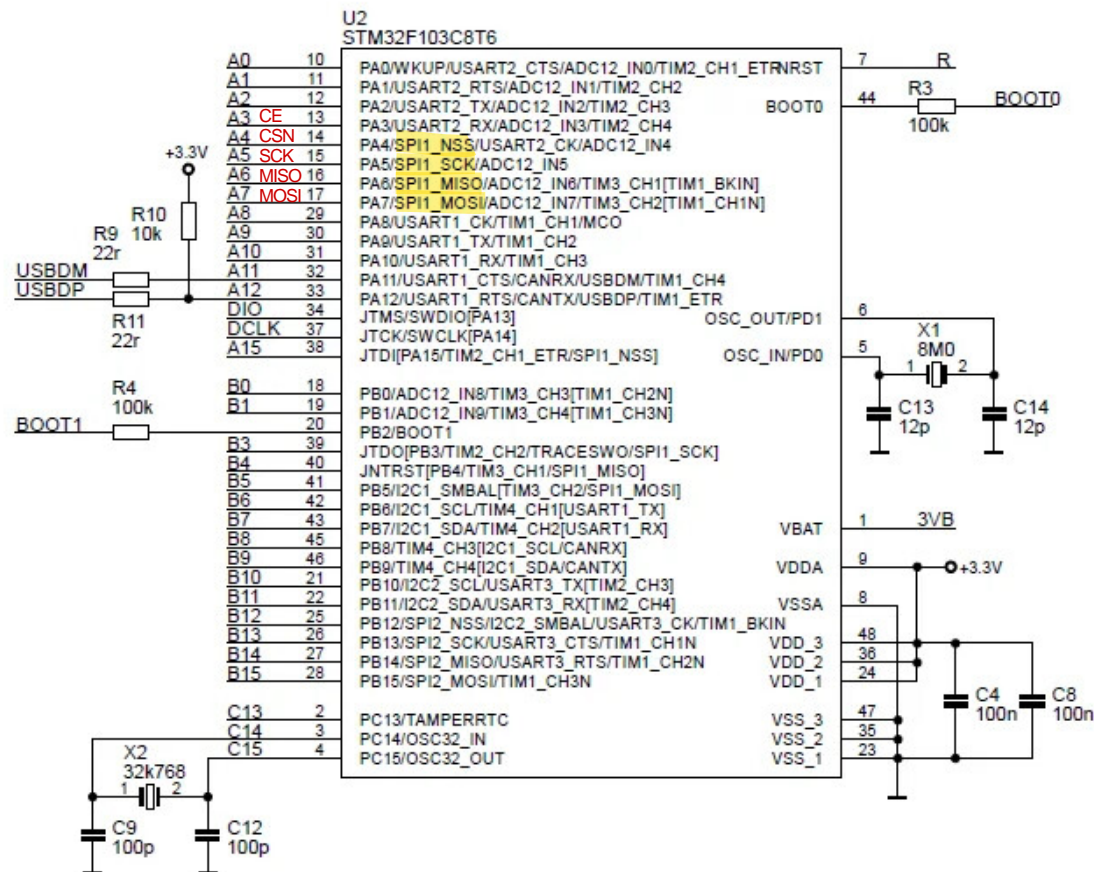 U2
STM32F103C8T6
A0 10 PA0/WKUP/USART2_CTS/ADC12_IN0/TIM2_CH1_ETR NRST 7 R
A1 11 PA1/USART2_RTS/ADC12_IN1/TIM2_CH2
A2 12 PA2/USART2_TX/ADC12_IN2/TIM2_CH3 BOOT0 44 R3 100k BOOT0
A3 CE 13 PA3/USART2_RX/ADC12_IN3/TIM2_CH4
A4 CSN 14 PA4/SPI1_NSS/USART2_CK/ADC12_IN4
A5 SCK 15 PA5/SPI1_SCK/ADC12_IN5
A6 MISO 16 PA6/SPI1_MISO/ADC12_IN6/TIM3_CH1[TIM1_BKIN]
A7 MOSI 17 PA7/SPI1_MOSI/ADC12_IN7/TIM3_CH2[TIM1_CH1N]
A8 29 PA8/USART1_CK/TIM1_CH1/MCO
A9 30 PA9/USART1_TX/TIM1_CH2
A10 31 PA10/USART1_RX/TIM1_CH3
+3.3V
R10
10k
R9
22r
USBDM A11 32 PA11/USART1_CTS/CANRX/USBDM/TIM1_CH4
USBDP A12 33 PA12/USART1_RTS/CANTX/USBDP/TIM1_ETR
R11
22r
DIO 34 JTMS/SWDIO[PA13] OSC_OUT/PD1 6
DCLK 37 JTCK/SWCLK[PA14]
A15 38 JTDI[PA15/TIM2_CH1_ETR/SPI1_NSS] OSC_IN/PD0 5
X1
8M0
1 2
C13
12p
C14
12p
B0 18 PB0/ADC12_IN8/TIM3_CH3[TIM1_CH2N]
B1 19 PB1/ADC12_IN9/TIM3_CH4[TIM1_CH3N]
R4
100k
BOOT1 20 PB2/BOOT1
B3 39 JTDO[PB3/TIM2_CH2/TRACESWO/SPI1_SCK]
B4 40 JNTRST[PB4/TIM3_CH1/SPI1_MISO]
B5 41 PB5/I2C1_SMBAL[TIM3_CH2/SPI1_MOSI]
B6 42 PB6/I2C1_SCL/TIM4_CH1[USART1_TX]
B7 43 PB7/I2C1_SDA/TIM4_CH2[USART1_RX] VBAT 1 3VB
B8 45 PB8/TIM4_CH3[I2C1_SCL/CANRX]
B9 46 PB9/TIM4_CH4[I2C1_SDA/CANTX] VDDA 9 +3.3V
B10 21 PB10/I2C2_SCL/USART3_TX[TIM2_CH3]
B11 22 PB11/I2C2_SDA/USART3_RX[TIM2_CH4] VSSA 8
B12 25 PB12/SPI2_NSS/I2C2_SMBAL/USART3_CK/TIM1_BKIN
B13 26 PB13/SPI2_SCK/USART3_CTS/TIM1_CH1N VDD_3 48
B14 27 PB14/SPI2_MISO/USART3_RTS/TIM1_CH2N VDD_2 36
B15 28 PB15/SPI2_MOSI/TIM1_CH3N VDD_1 24
C4
100n
C8
100n
C13 2 PC13/TAMPERRTC VSS_3 47
C14 3 PC14/OSC32_IN VSS_2 35
C15 4 PC15/OSC32_OUT VSS_1 23
X2
32k768
1 2
C9
100p
C12
100p